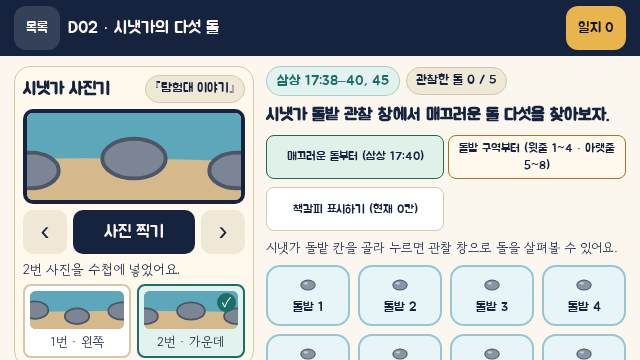 목록
D02 · 시냇가의 다섯 돌
일지 0
시냇가 사진기
『탐험대 이야기』
‹
사진 찍기
›
2번 사진을 수첩에 넣었어요.
1번 · 왼쪽
✓
2번 · 가운데
삼상 17:38–40, 45
관찰한 돌 0 / 5
시냇가 돌밭 관찰 창에서 매끄러운 돌 다섯을 찾아보자.
매끄러운 돌부터 (삼상 17:40)
돌밭 구역부터 (윗줄 1~4 · 아랫줄
5~8)
책갈피 표시하기 (현재 0칸)
시냇가 돌밭 칸을 골라 누르면 관찰 창으로 돌을 살펴볼 수 있어요.
돌밭 1
돌밭 2
돌밭 3
돌밭 4